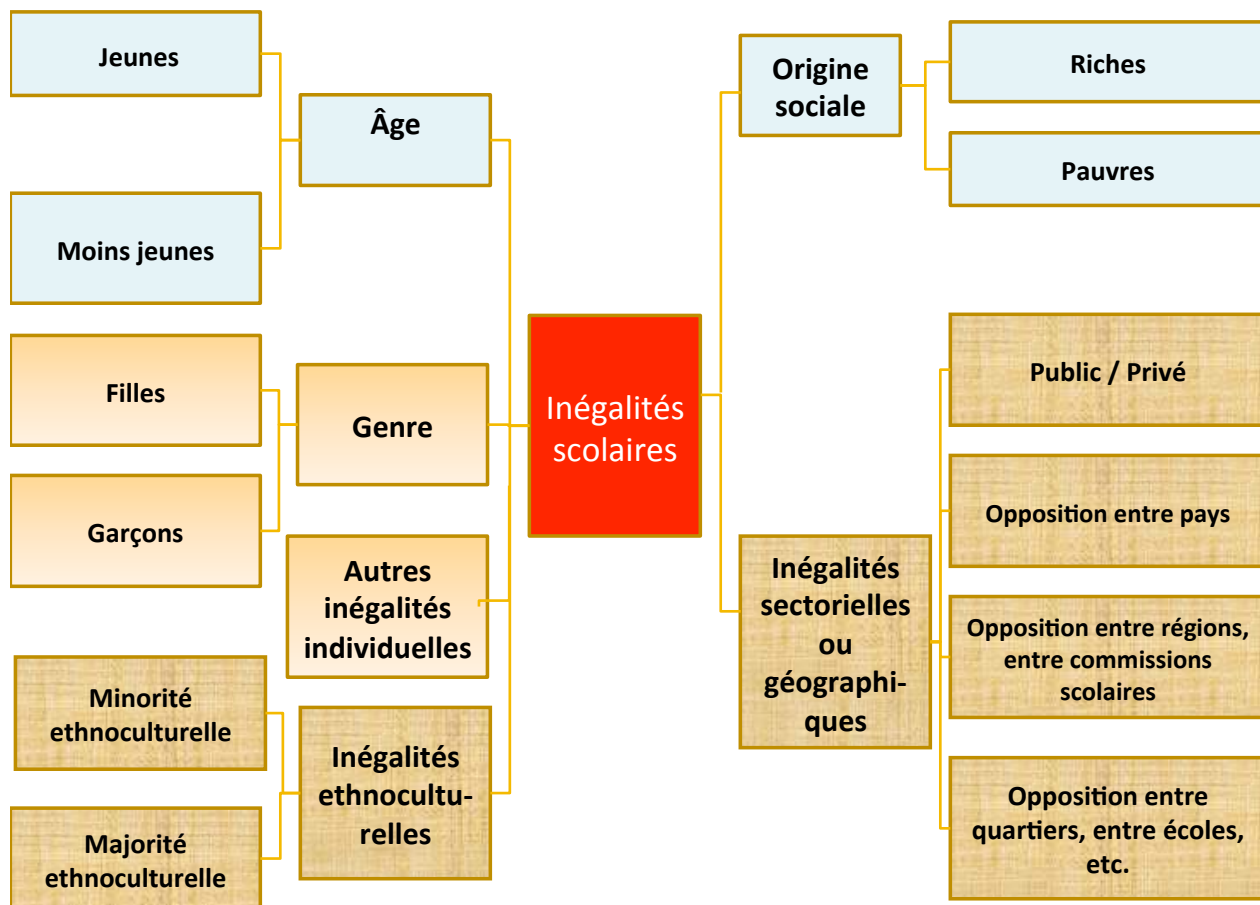 Jeunes
Âge
Moins jeunes
Filles
Genre
Garçons
Autres
inégalités
individuelles
Minorité
ethnoculturelle
Inégalités
ethnocultu-
relles
Majorité
ethnoculturelle
Inégalités
scolaires
Origine
sociale
Riches
Pauvres
Inégalités
sectorielles
ou
géographi-
ques
Public / Privé
Opposition entre pays
Opposition entre régions,
entre commissions
scolaires
Opposition entre
quartiers, entre écoles,
etc.